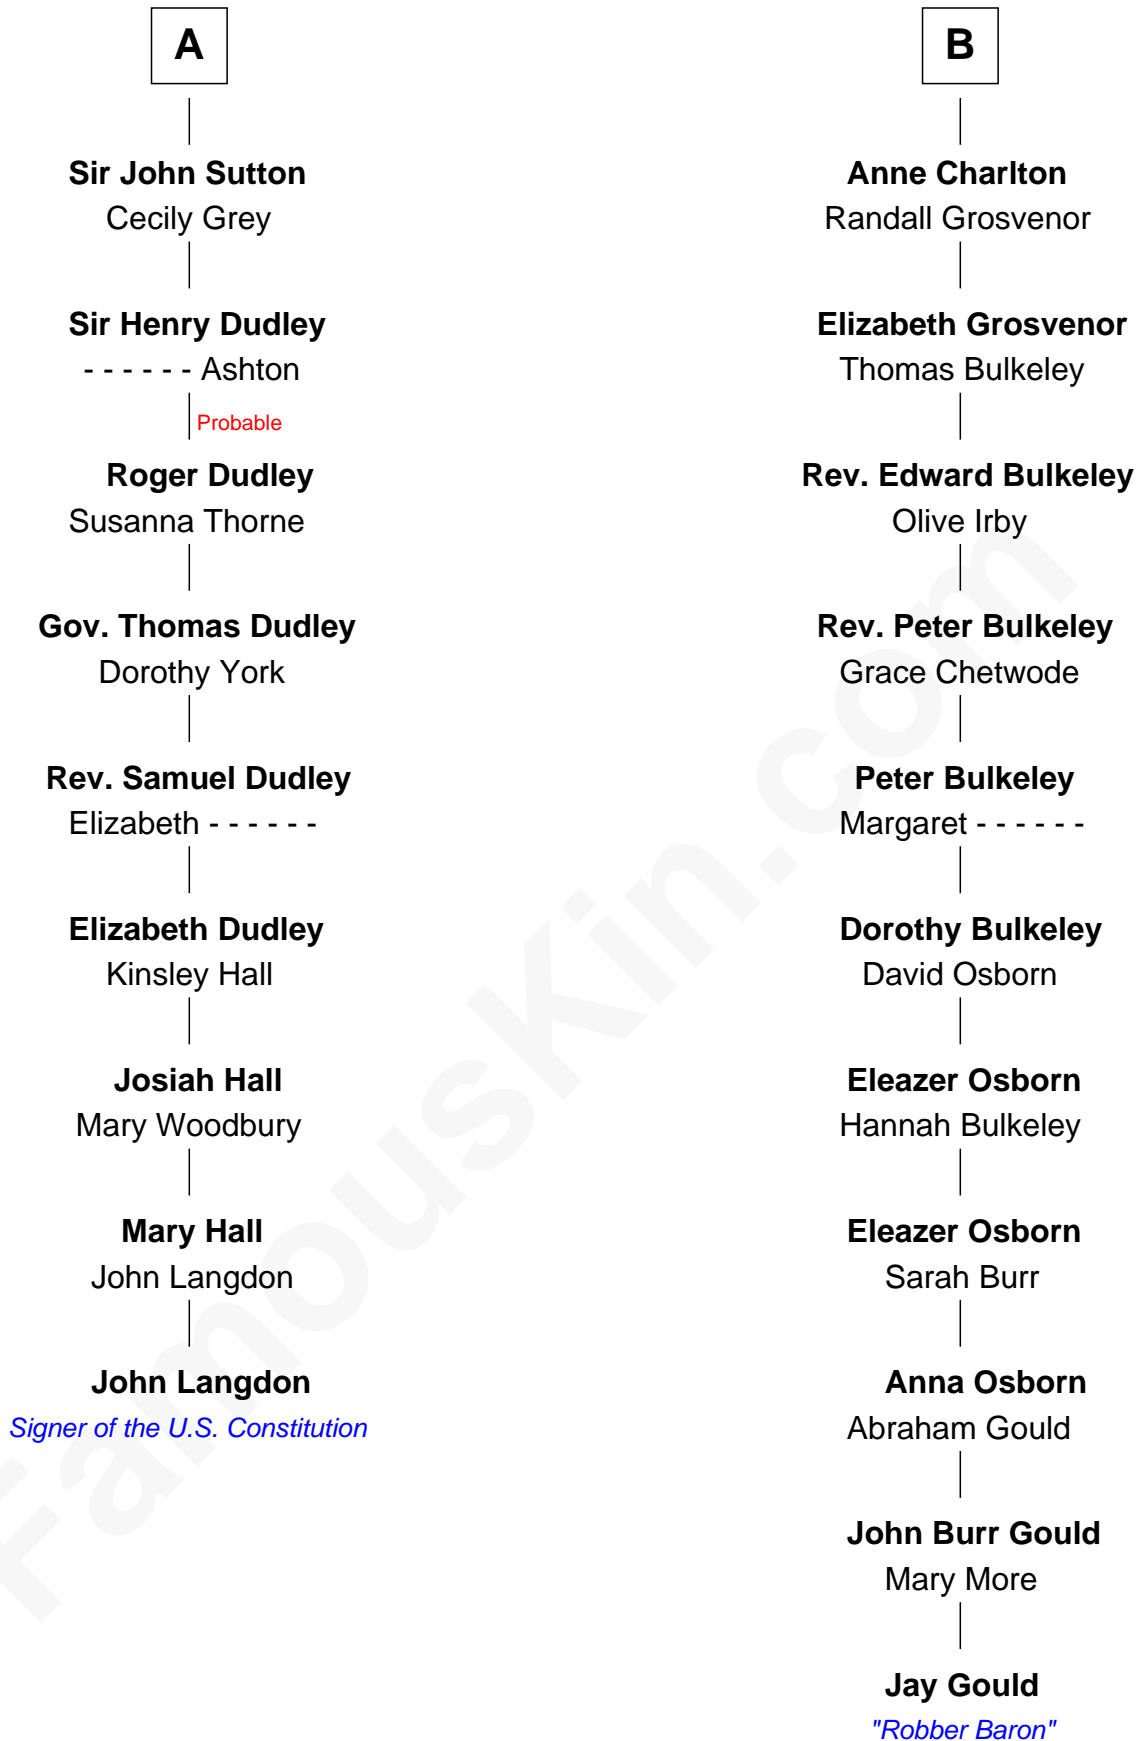 A
Sir John Sutton
Cecily Grey
Sir Henry Dudley
- - - - - - Ashton
Probable
Roger Dudley
Susanna Thorne
Gov. Thomas Dudley
Dorothy York
Rev. Samuel Dudley
Elizabeth - - - - - -
Elizabeth Dudley
Kinsley Hall
Josiah Hall
Mary Woodbury
Mary Hall
John Langdon
John Langdon
Signer of the U.S. Constitution
B
Anne Charlton
Randall Grosvenor
Elizabeth Grosvenor
Thomas Bulkeley
Rev. Edward Bulkeley
Olive Irby
Rev. Peter Bulkeley
Grace Chetwode
Peter Bulkeley
Margaret - - - - - -
Dorothy Bulkeley
David Osborn
Eleazer Osborn
Hannah Bulkeley
Eleazer Osborn
Sarah Burr
Anna Osborn
Abraham Gould
John Burr Gould
Mary More
Jay Gould
"Robber Baron"
FamousKin.com